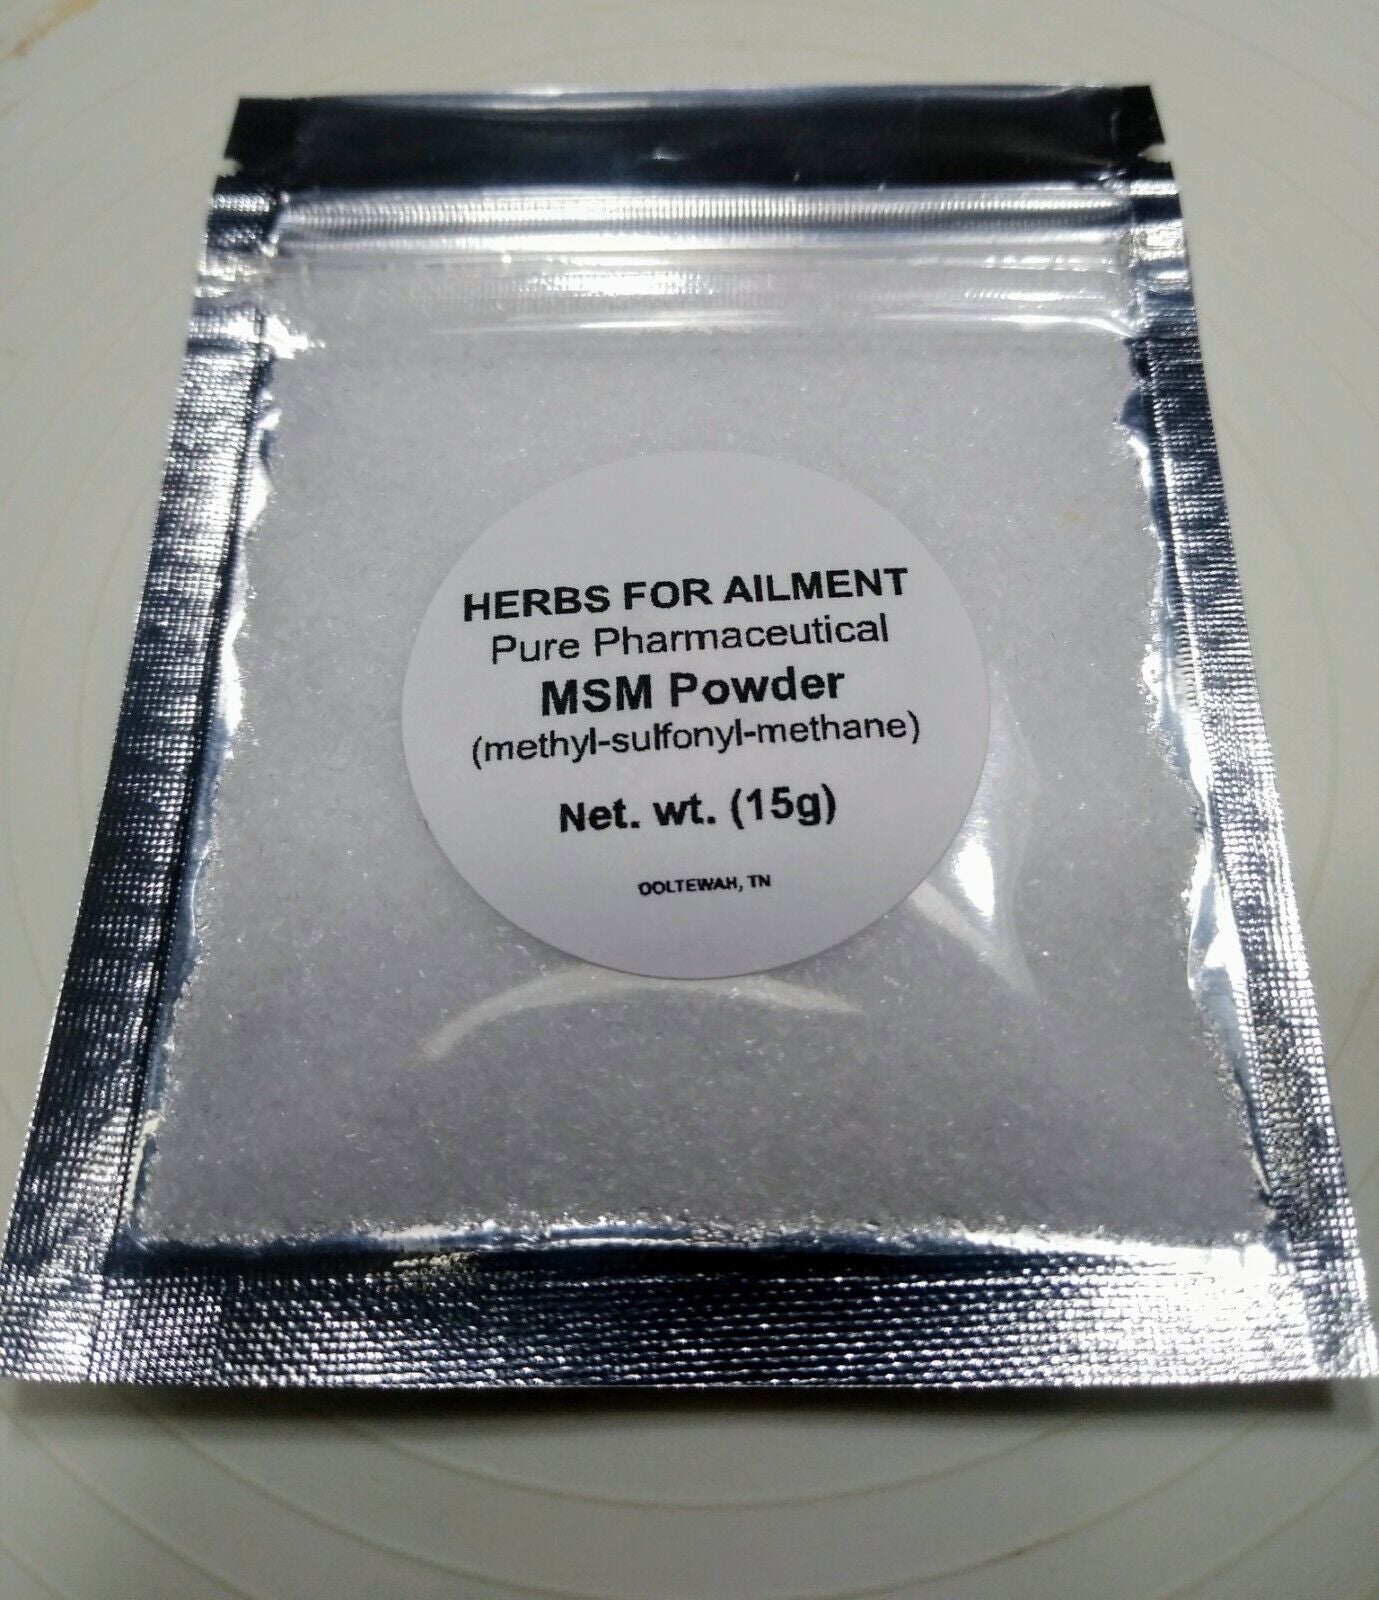 HERBS FOR AILMENT
Pure Pharmaceutical
MSM Powder
(methyl-sulfonyl-methane)
Net. wt. (15g)
OOLTEWAH, TN